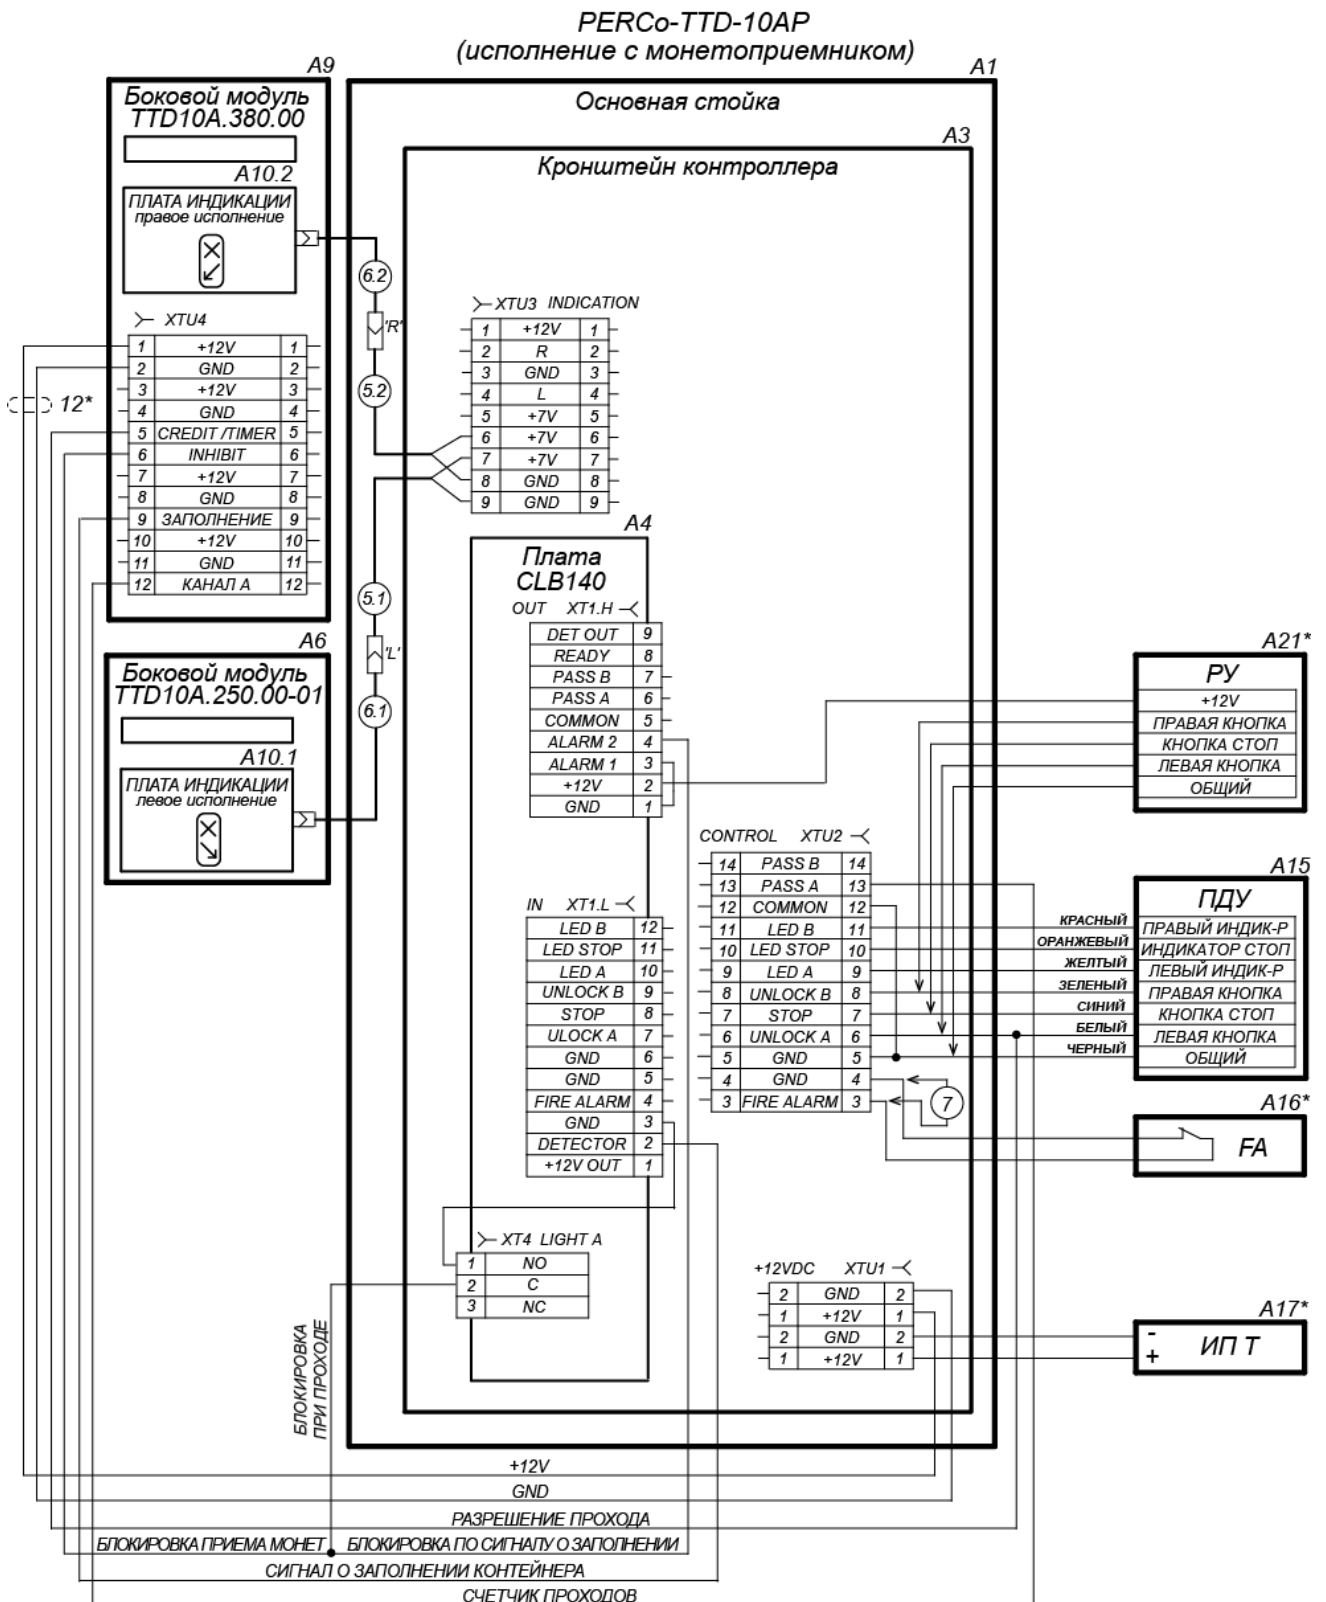 PERCo-TTD-10AP
(исполнение с монетоприемником)
A9
Боковой модуль
TTD10A.380.00
A10.2
ПЛАТА ИНДИКАЦИИ
правое исполнение
XTU4
1 +12V 1
2 GND 2
3 +12V 3
4 GND 4
5 CREDIT /TIMER 5
6 INHIBIT 6
7 +12V 7
8 GND 8
9 ЗАПОЛНЕНИЕ 9
10 +12V 10
11 GND 11
12 КАНАЛ А 12
12*
A6
Боковой модуль
TTD10A.250.00-01
A10.1
ПЛАТА ИНДИКАЦИИ
левое исполнение
6.2
'R'
5.2
5.1
'L'
6.1
A1
Основная стойка
A3
Кронштейн контроллера
XTU3 INDICATION
1 +12V 1
2 R 2
3 GND 3
4 L 4
5 +7V 5
6 +7V 6
7 +7V 7
8 GND 8
9 GND 9
A4
Плата
CLB140
OUT XT1.H
DET OUT 9
READY 8
PASS B 7
PASS A 6
COMMON 5
ALARM 2 4
ALARM 1 3
+12V 2
GND 1
IN XT1.L
LED B 12
LED STOP 11
LED A 10
UNLOCK B 9
STOP 8
ULOCK A 7
GND 6
GND 5
FIRE ALARM 4
GND 3
DETECTOR 2
+12V OUT 1
XT4 LIGHT A
1 NO
2 C
3 NC
CONTROL XTU2
14 PASS B 14
13 PASS A 13
12 COMMON 12
11 LED B 11
10 LED STOP 10
9 LED A 9
8 UNLOCK B 8
7 STOP 7
6 UNLOCK A 6
5 GND 5
4 GND 4
3 FIRE ALARM 3
7
+12VDC XTU1
2 GND 2
1 +12V 1
2 GND 2
1 +12V 1
A21*
РУ
+12V
ПРАВАЯ КНОПКА
КНОПКА СТОП
ЛЕВАЯ КНОПКА
ОБЩИЙ
A15
ПДУ
КРАСНЫЙ ПРАВЫЙ ИНДИК-Р
ОРАНЖЕВЫЙ ИНДИКАТОР СТОП
ЖЕЛТЫЙ ЛЕВЫЙ ИНДИК-Р
ЗЕЛЕНЫЙ ПРАВАЯ КНОПКА
СИНИЙ КНОПКА СТОП
БЕЛЫЙ ЛЕВАЯ КНОПКА
ЧЕРНЫЙ ОБЩИЙ
A16*
FA
A17*
- + ИП Т
БЛОКИРОВКА
ПРИ ПРОХОДЕ
+12V
GND
РАЗРЕШЕНИЕ ПРОХОДА
БЛОКИРОВКА ПРИЕМА МОНЕТ БЛОКИРОВКА ПО СИГНАЛУ О ЗАПОЛНЕНИИ
СИГНАЛ О ЗАПОЛНЕНИИ КОНТЕЙНЕРА
СЧЕТЧИК ПРОХОДОВ